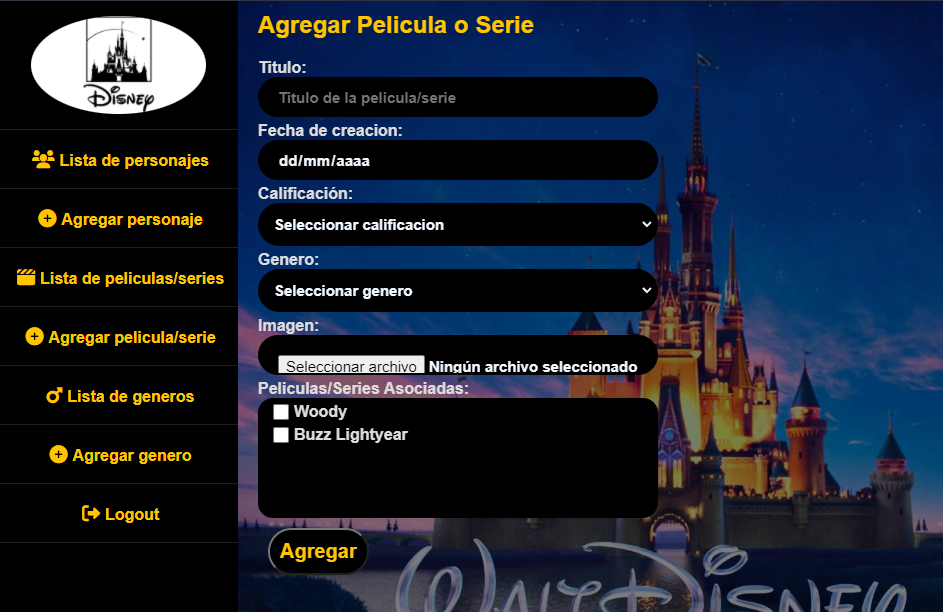 Disney
Lista de personajes
Agregar personaje
Lista de peliculas/series
Agregar pelicula/serie
Lista de generos
Agregar genero
Logout
Agregar Pelicula o Serie
Titulo:
Titulo de la pelicula/serie
Fecha de creacion:
dd/mm/aaaa
Calificación:
Seleccionar calificacion
Genero:
Seleccionar genero
Imagen:
Seleccionar archivo Ningún archivo seleccionado
Peliculas/Series Asociadas:
Woody
Buzz Lightyear
Agregar
WALT DISNEY